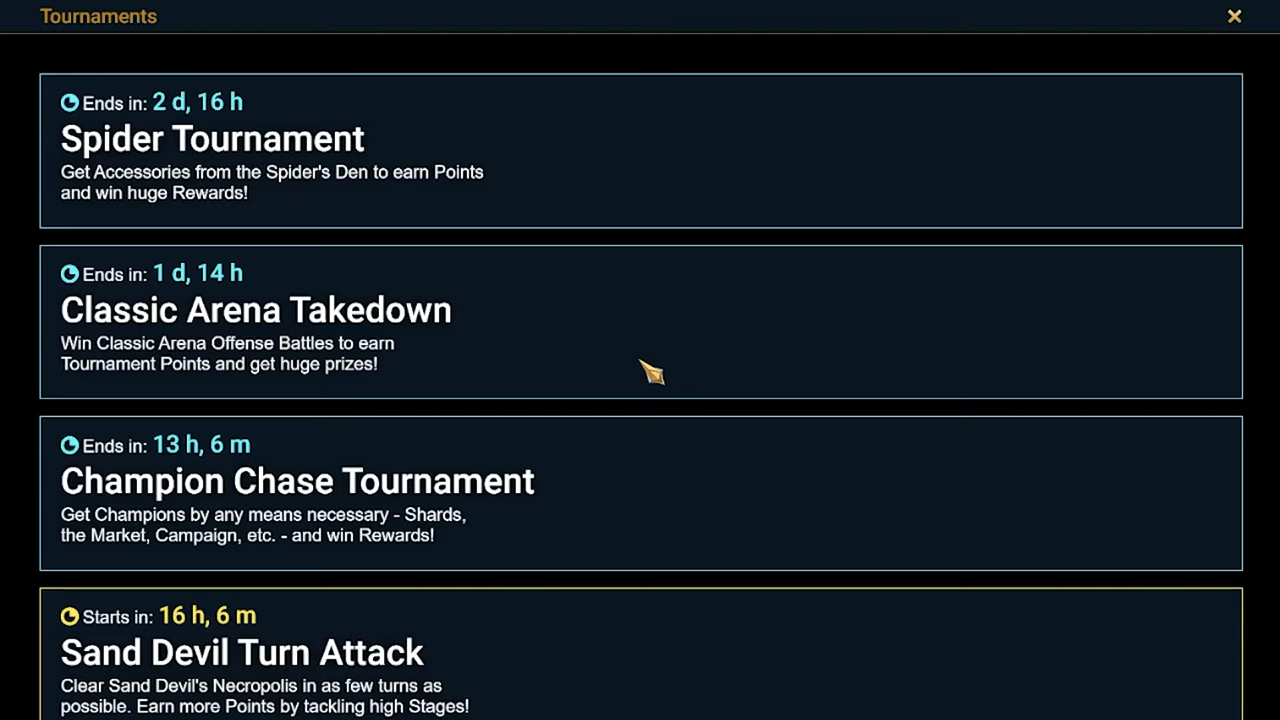 Tournaments
Ends in: 2 d, 16 h
Spider Tournament
Get Accessories from the Spider's Den to earn Points
and win huge Rewards!
Ends in: 1 d, 14 h
Classic Arena Takedown
Win Classic Arena Offense Battles to earn
Tournament Points and get huge prizes!
Ends in: 13 h, 6 m
Champion Chase Tournament
Get Champions by any means necessary - Shards,
the Market, Campaign, etc. - and win Rewards!
Starts in: 16 h, 6 m
Sand Devil Turn Attack
Clear Sand Devil's Necropolis in as few turns as
possible. Earn more Points by tackling high Stages!